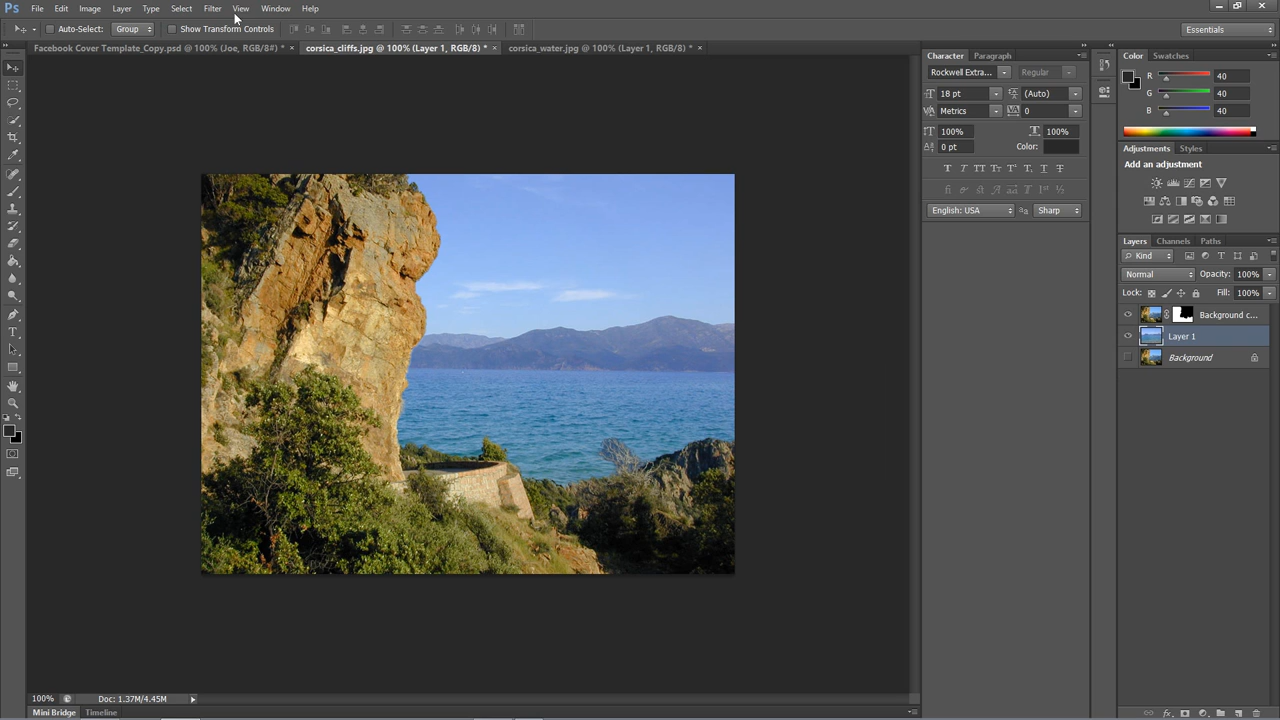 Ps File Edit Image Layer Type Select Filter View Window Help
Auto-Select: Group Show Transform Controls Essentials
Facebook Cover Template_Copy.psd @ 100% (Joe, RGB/8#) * × corsica_cliffs.jpg @ 100% (Layer 1, RGB/8) * × corsica_water.jpg @ 100% (Layer 1, RGB/8) * ×
Character Paragraph
Rockwell Extra... Regular
18 pt (Auto)
Metrics 0
100% 100%
0 pt Color:
English: USA Sharp
Color Swatches
R 40
G 40
B 40
Adjustments Styles
Add an adjustment
Layers Channels Paths
Kind
Normal Opacity: 100%
Lock: Fill: 100%
Background c...
Layer 1
Background
100% Doc: 1.37M/4.45M
Mini Bridge Timeline